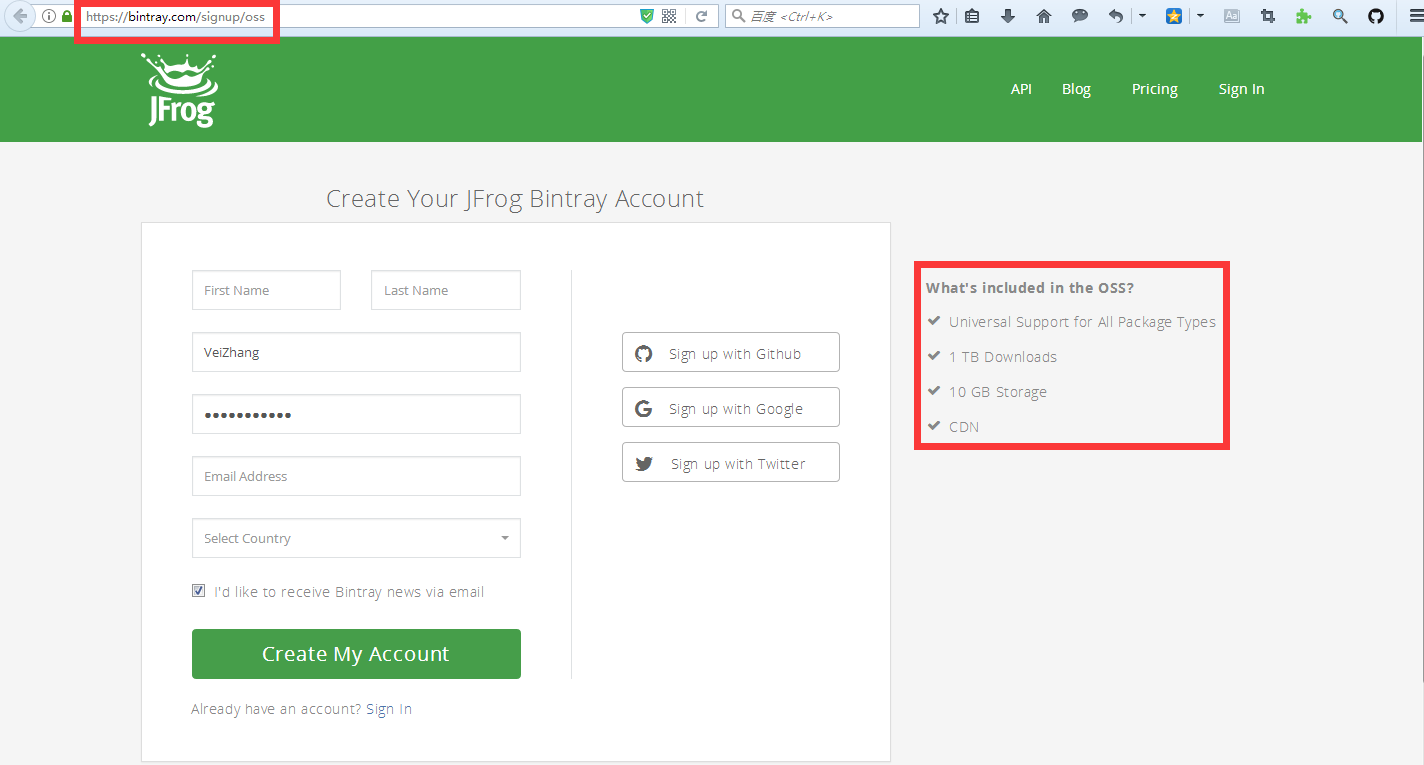 https://bintray.com/signup/oss
百度 <Ctrl+K>
JFrog
API Blog Pricing Sign In
Create Your JFrog Bintray Account
First Name Last Name
VeiZhang
●●●●●●●●●●●
Email Address
Select Country
I'd like to receive Bintray news via email
Create My Account
Already have an account? Sign In
Sign up with Github
Sign up with Google
Sign up with Twitter
What's included in the OSS?
Universal Support for All Package Types
1 TB Downloads
10 GB Storage
CDN